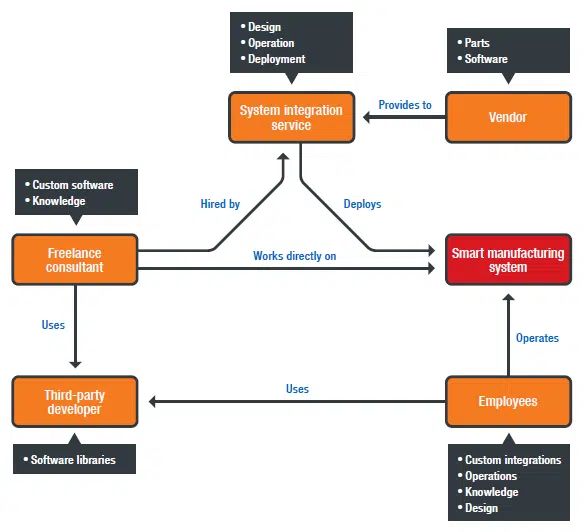 • Design
• Operation
• Deployment
• Parts
• Software
System integration
service
Provides to
Vendor
• Custom software
• Knowledge
Hired by
Deploys
Freelance
consultant
Works directly on
Smart manufacturing
system
Uses
Operates
Third-party
developer
Uses
Employees
• Software libraries
• Custom integrations
• Operations
• Knowledge
• Design